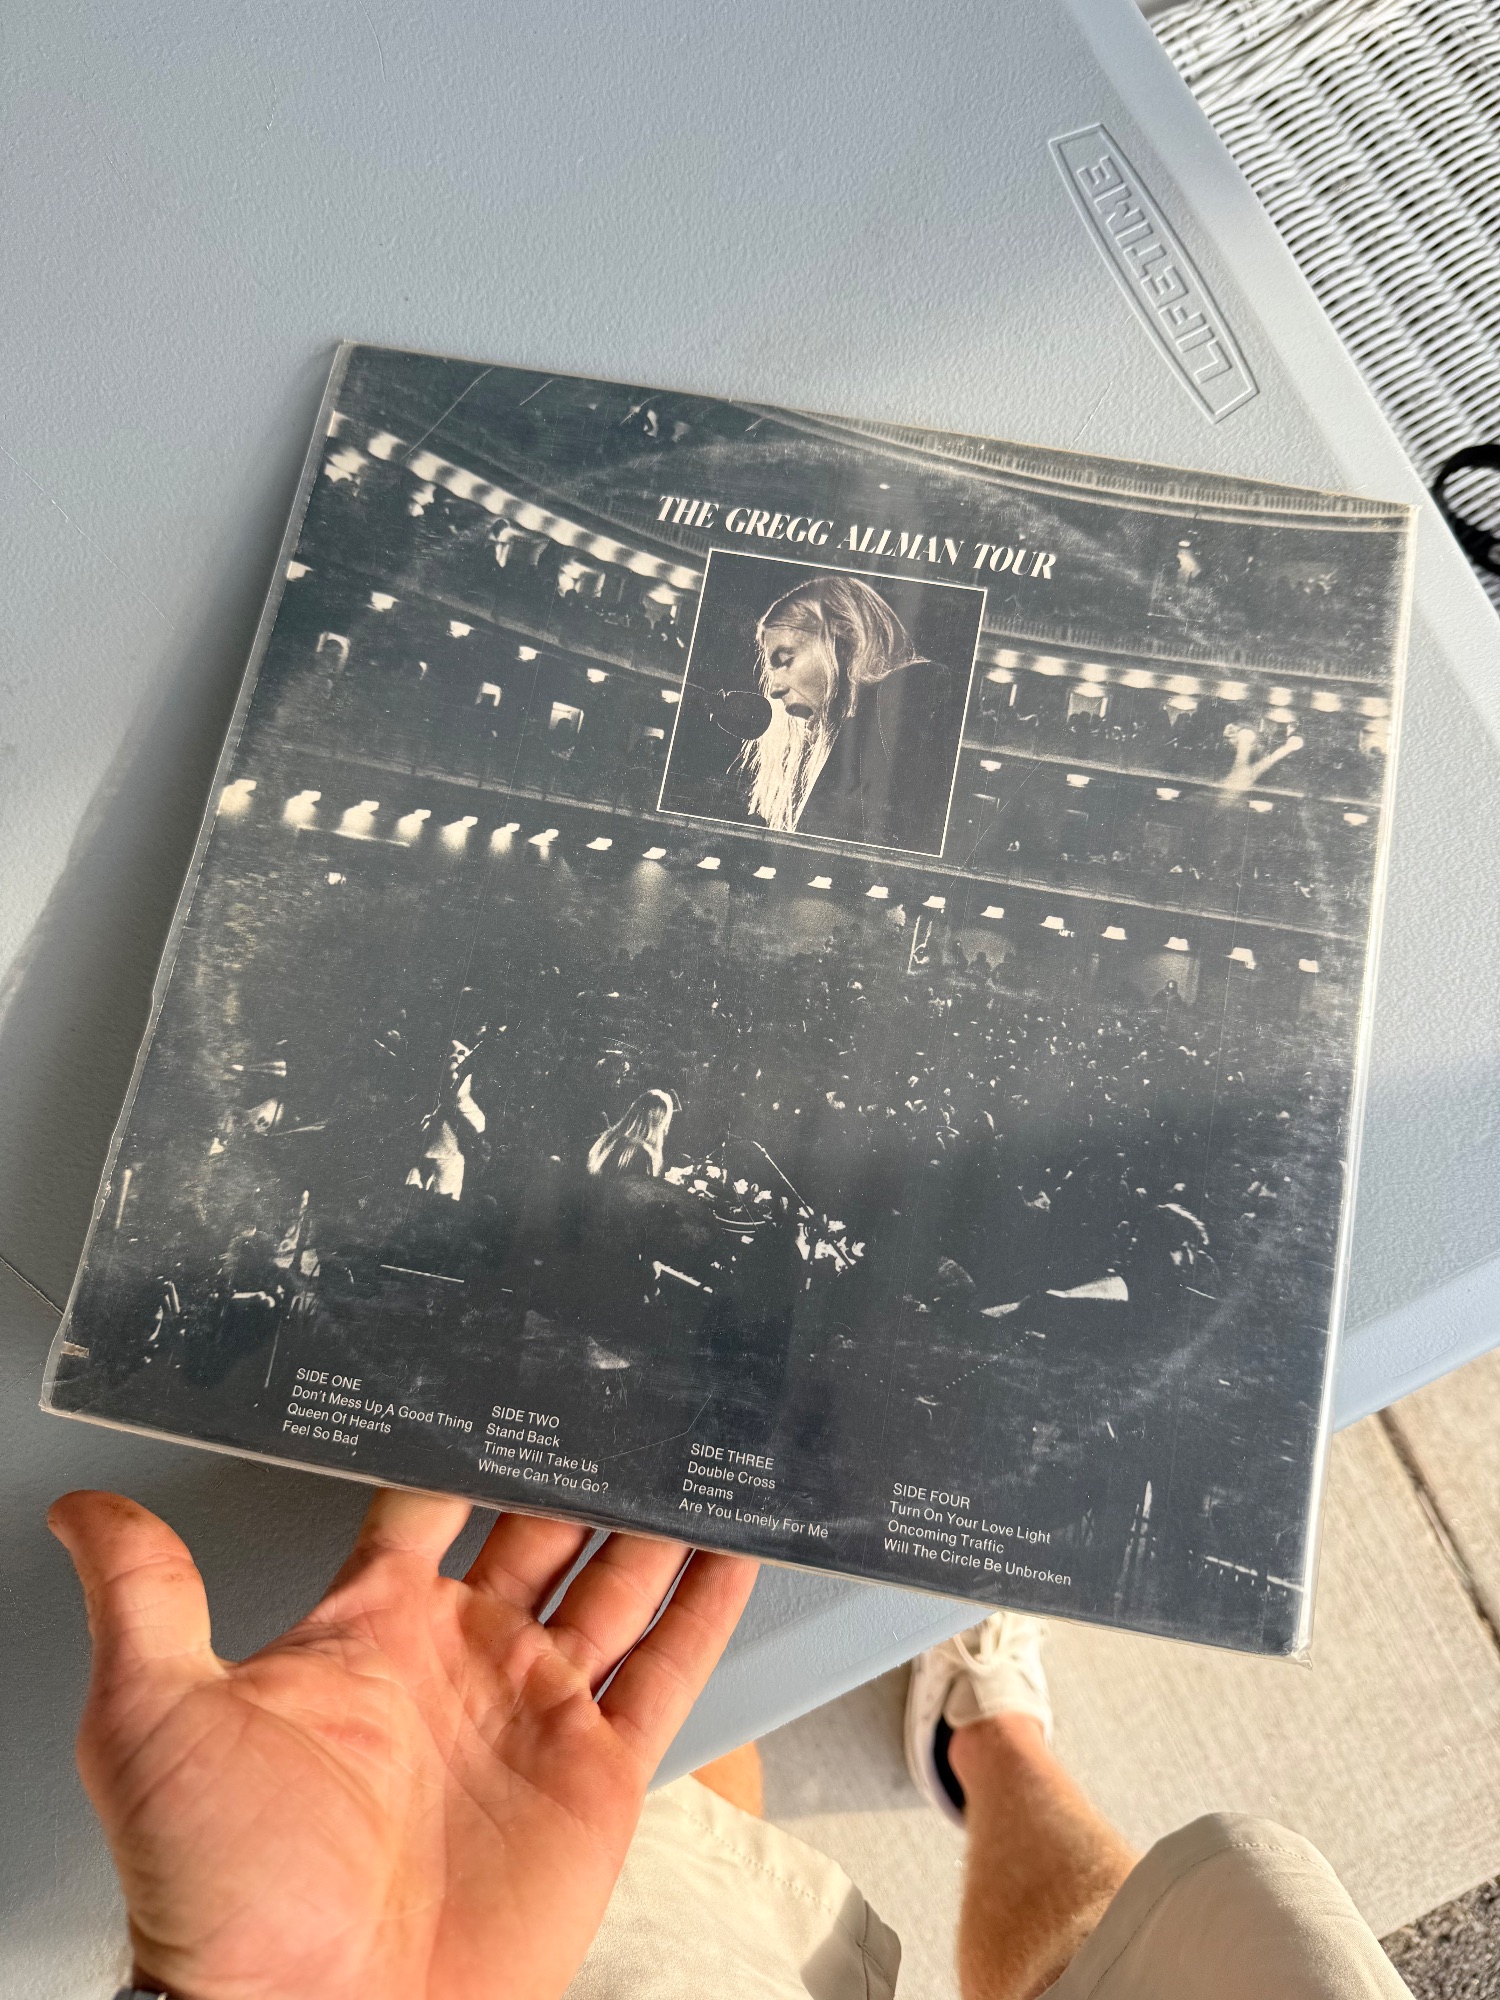 LIFETIME
THE GREGG ALLMAN TOUR
SIDE ONE
Don't Mess Up A Good Thing
Queen Of Hearts
Feel So Bad
SIDE TWO
Stand Back
Time Will Take Us
Where Can You Go?
SIDE THREE
Double Cross
Dreams
Are You Lonely For Me
SIDE FOUR
Turn On Your Love Light
Oncoming Traffic
Will The Circle Be Unbroken